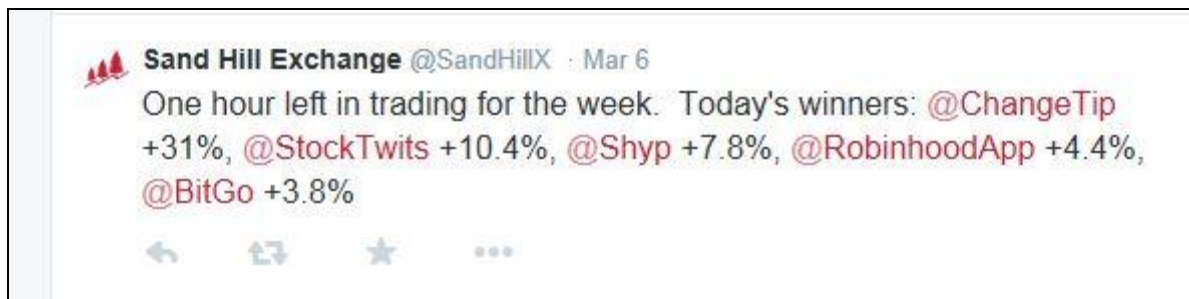 Sand Hill Exchange @SandHillX · Mar 6
One hour left in trading for the week.  Today's winners: @ChangeTip
+31%, @StockTwits +10.4%, @Shyp +7.8%, @RobinhoodApp +4.4%,
@BitGo +3.8%